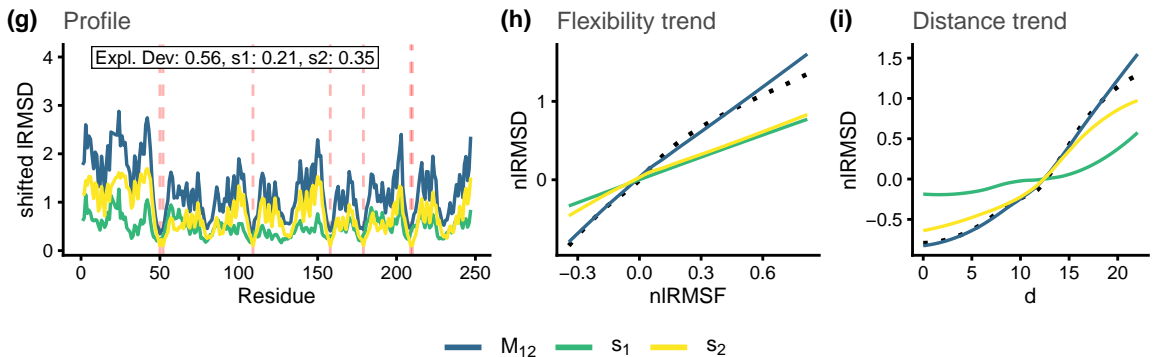 (g) Profile
Expl. Dev: 0.56, s1: 0.21, s2: 0.35
shifted lRMSD
4
3
2
1
0
0 50 100 150 200 250
Residue
(h) Flexibility trend
nlRMSD
1
0
−0.3 0.0 0.3 0.6
nlRMSF
(i) Distance trend
nlRMSD
1.5
1.0
0.5
0.0
−0.5
0 5 10 15 20
d
M12 s1 s2